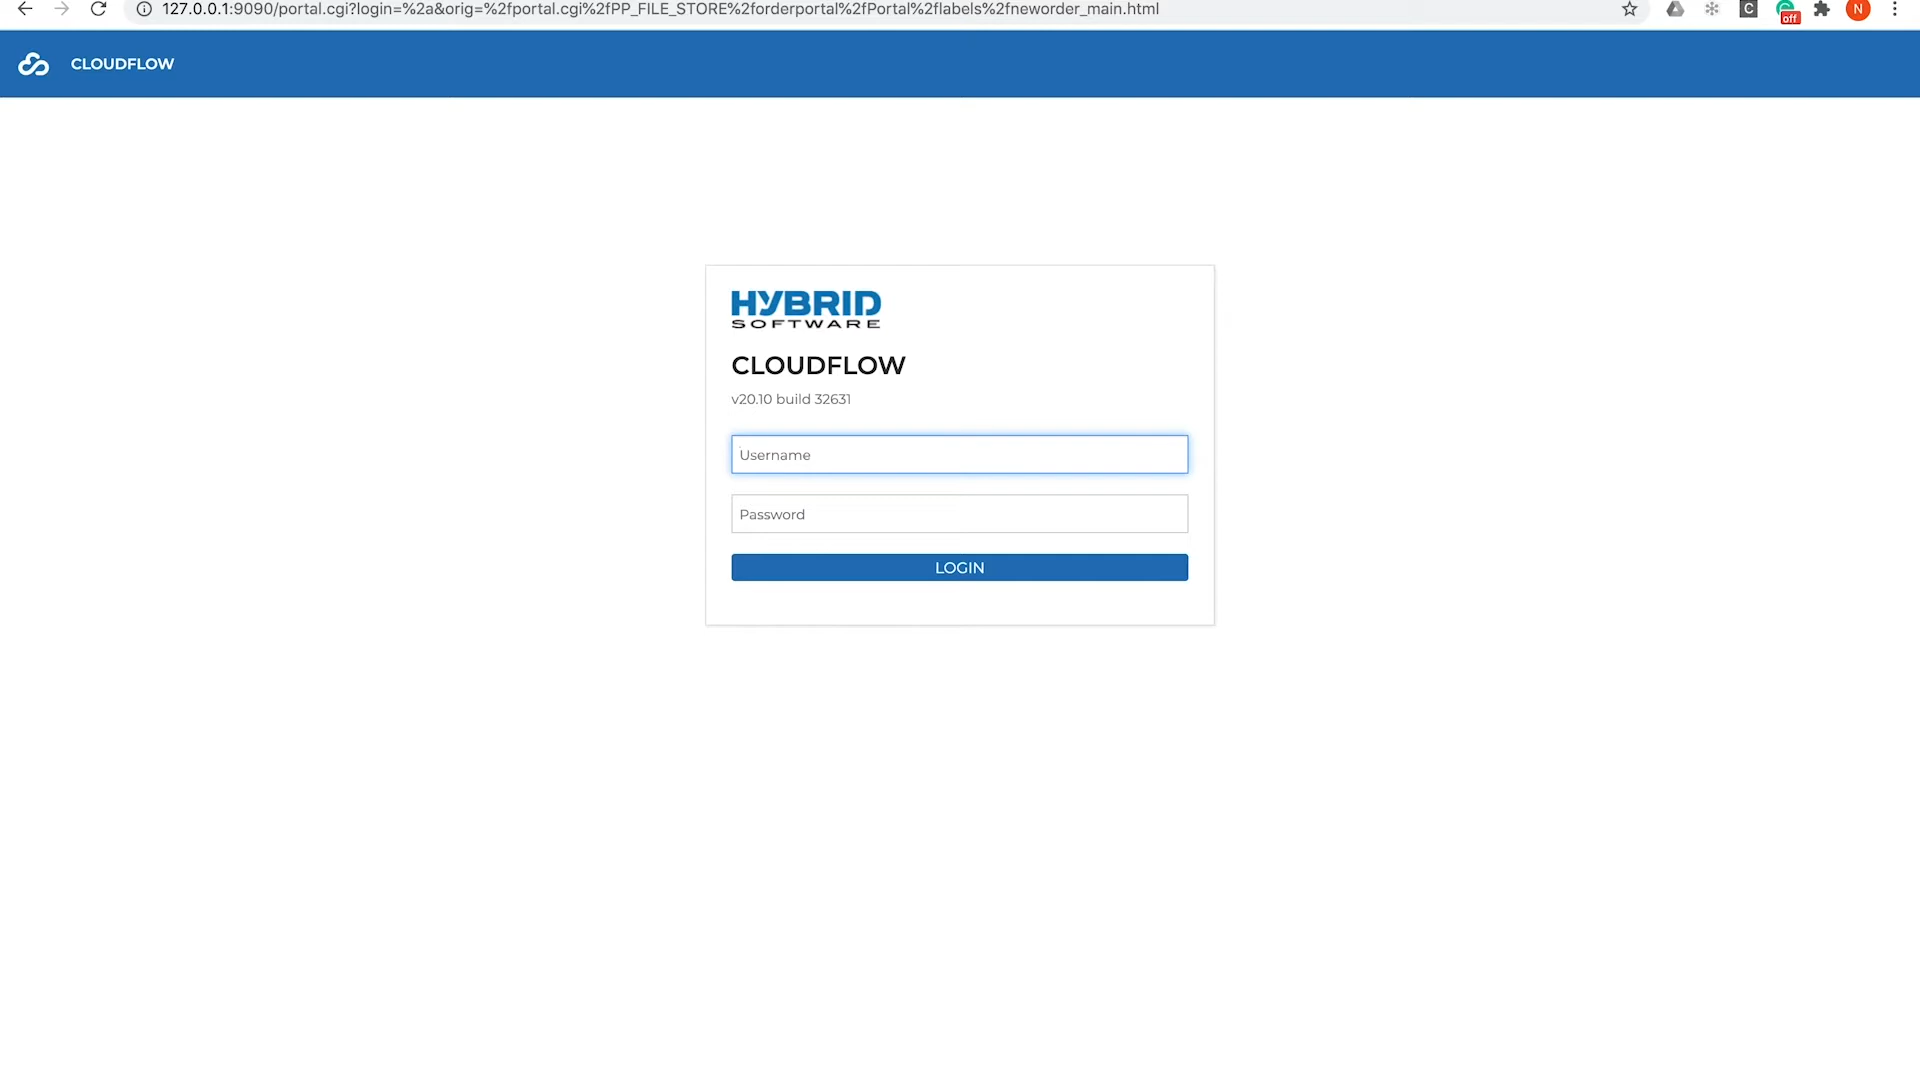 127.0.0.1:9090/portal.cgi?login=%2a&orig=%2fportal.cgi%2fPP_FILE_STORE%2forderportal%2fPortal%2flabels%2fneworder_main.html
C
off
N
CLOUDFLOW
HYBRID
SOFTWARE
CLOUDFLOW
v20.10 build 32631
Username
Password
LOGIN